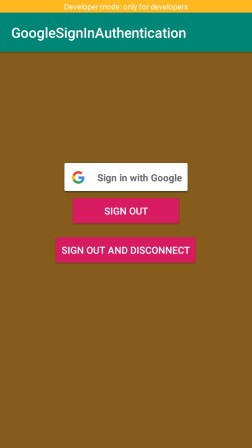 Developer mode: only for developers
GoogleSignInAuthentication
Sign in with Google
SIGN OUT
SIGN OUT AND DISCONNECT